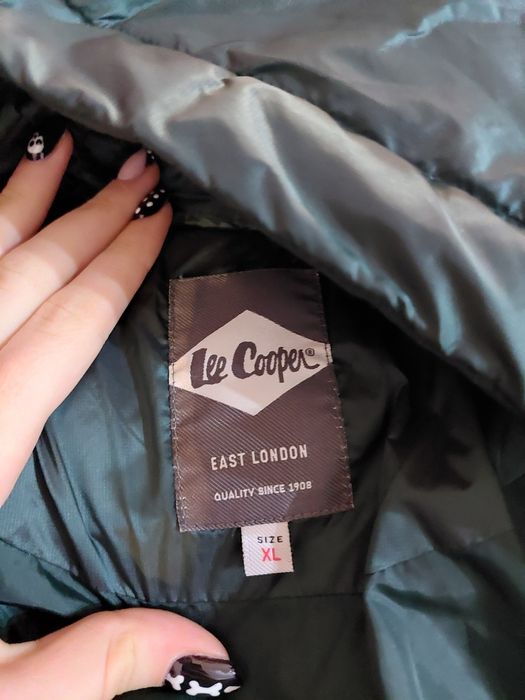 Lee Cooper®
EAST LONDON
QUALITY SINCE 1908
SIZE
XL